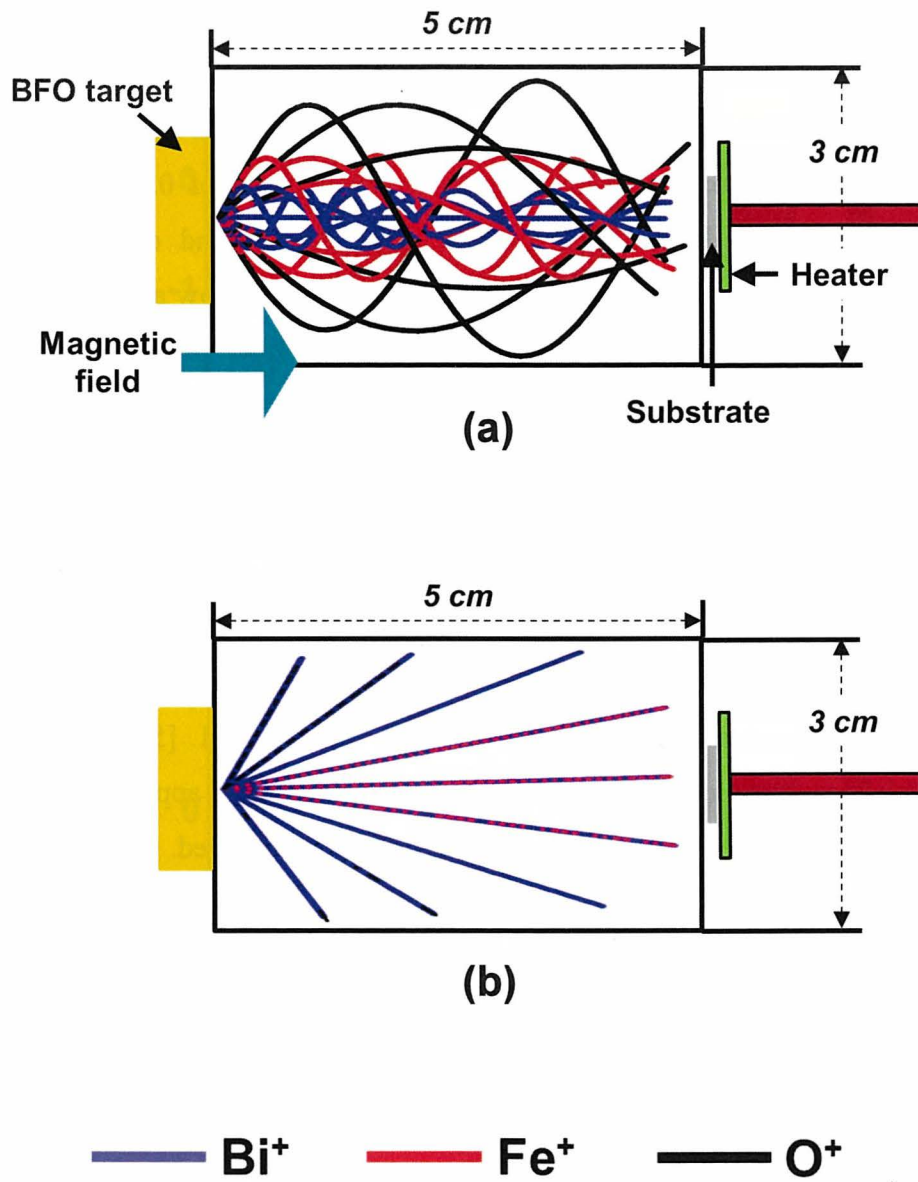 5 cm
BFO target
3 cm
Heater
Magnetic
field
Substrate
(a)
5 cm
3 cm
(b)
Bi⁺
Fe⁺
O⁺